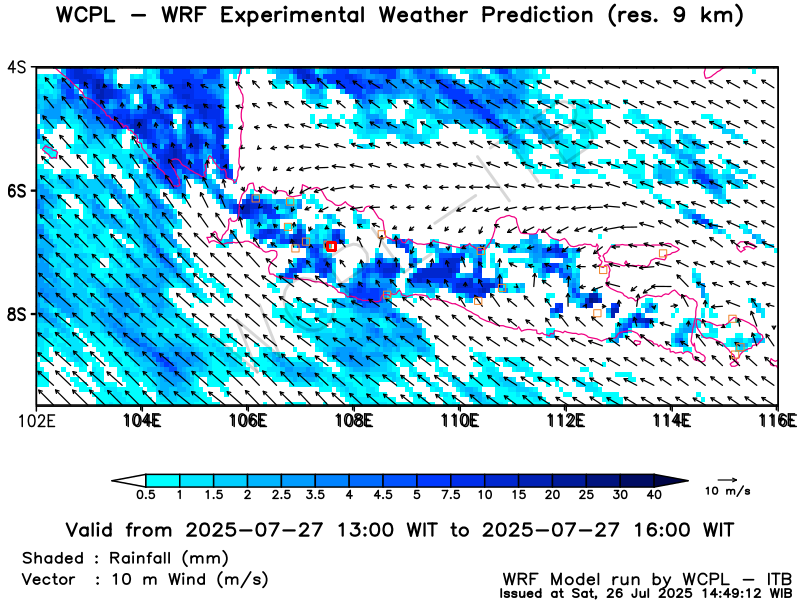 WCPL – WRF Experimental Weather Prediction (res. 9 km)
4S
6S
8S
102E 104E 106E 108E 110E 112E 114E 116E
0.5 1 1.5 2 2.5 3.5 4 4.5 5 7.5 10 15 20 25 30 40
10 m/s
Valid from 2025-07-27 13:00 WIT to 2025-07-27 16:00 WIT
Shaded : Rainfall (mm)
Vector : 10 m Wind (m/s)
WRF Model run by WCPL – ITB
Issued at Sat, 26 Jul 2025 14:49:12 WIB